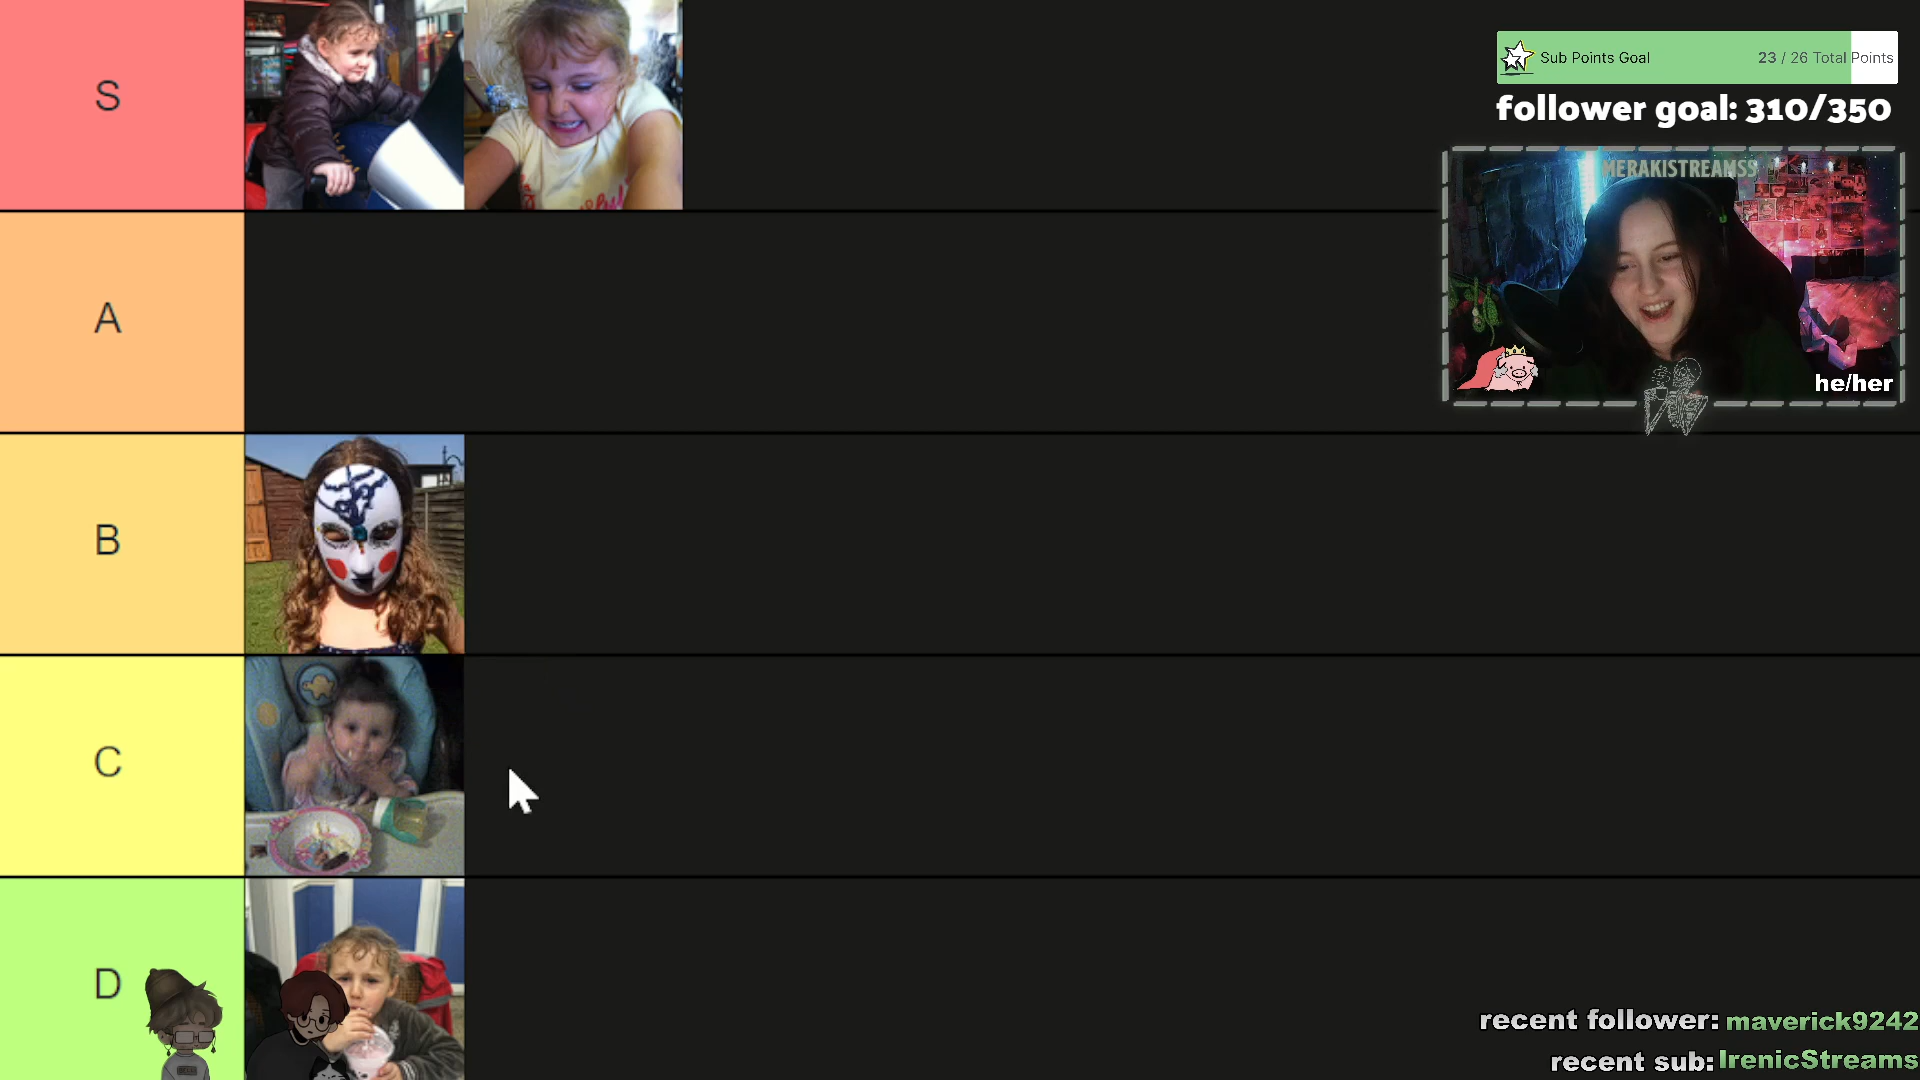 S
Sub Points Goal 23 / 26 Total Points
follower goal: 310/350
MERAKISTREAMSS
he/her
A
B
C
D
recent follower: maverick9242
recent sub: IrenicStreams